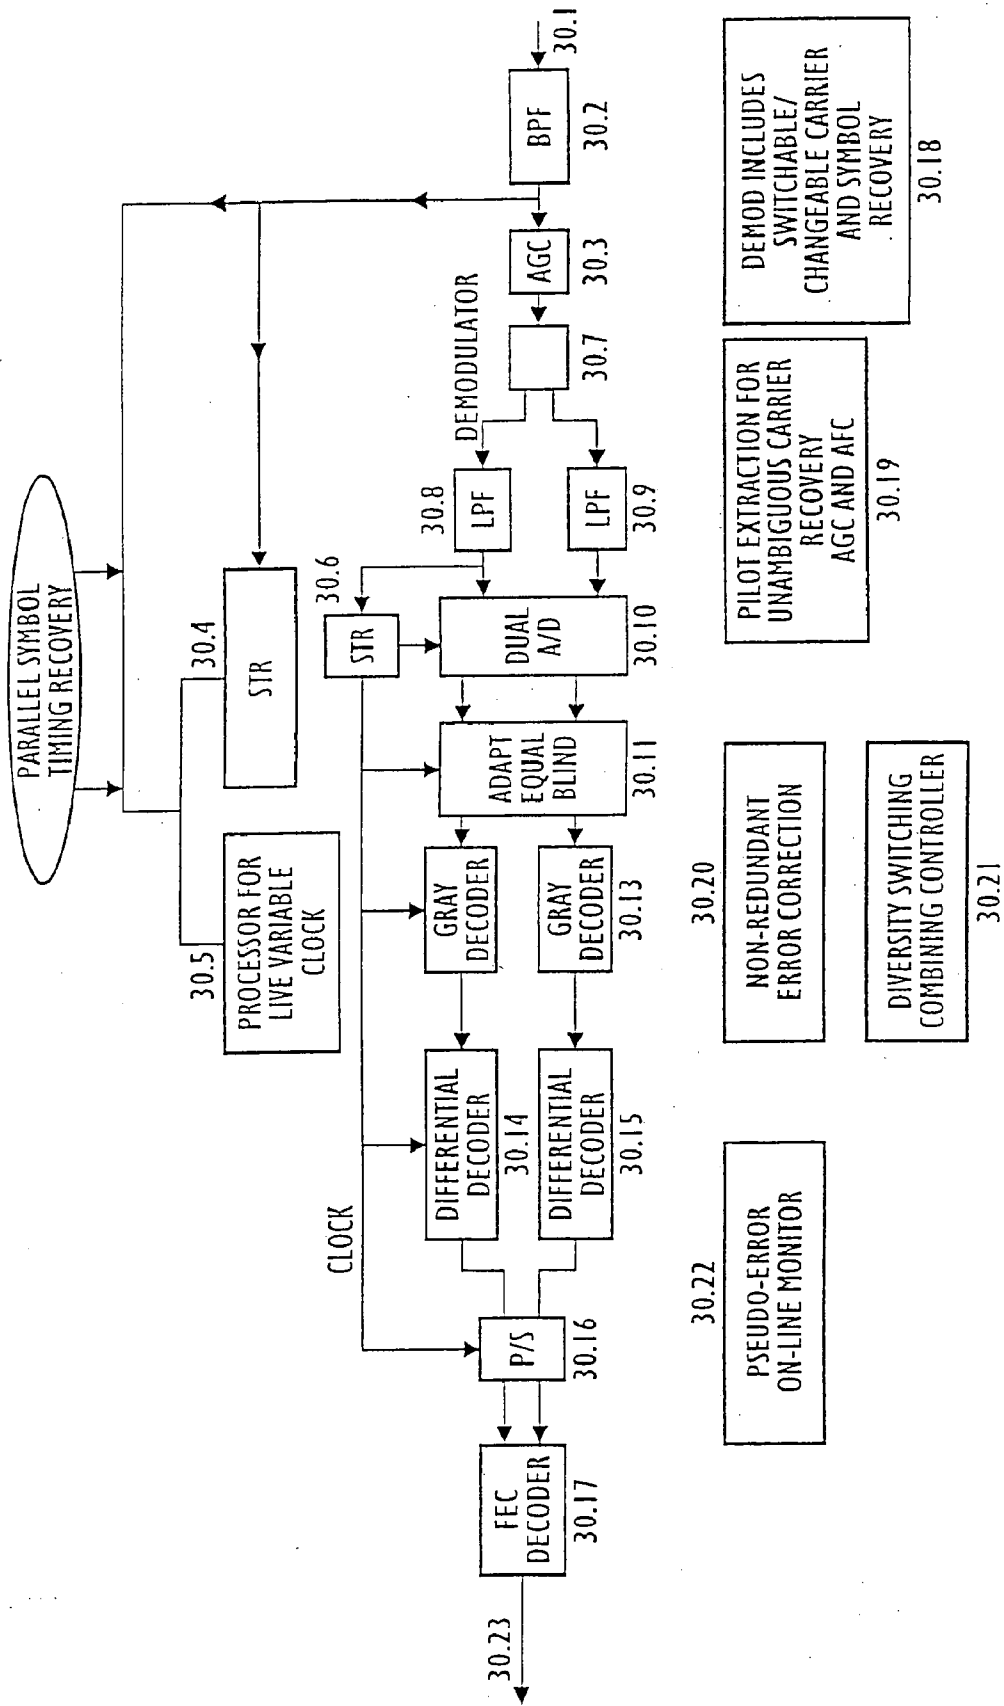 PARALLEL SYMBOL
TIMING RECOVERY
30.5
PROCESSOR FOR
LIVE VARIABLE
CLOCK
30.4
STR
30.6
STR
CLOCK
DEMODULATOR
30.1
BPF
30.2
AGC
30.3
30.7
30.8
LPF
LPF
30.9
DUAL
A/D
30.10
ADAPT
EQUAL
BLIND
30.11
GRAY
DECODER
GRAY
DECODER
30.13
DIFFERENTIAL
DECODER
30.14
DIFFERENTIAL
DECODER
30.15
P/S
30.16
FEC
DECODER
30.17
30.23
30.22
PSEUDO-ERROR
ON-LINE MONITOR
30.20
NON-REDUNDANT
ERROR CORRECTION
DIVERSITY SWITCHING
COMBINING CONTROLLER
30.21
PILOT EXTRACTION FOR
UNAMBIGUOUS CARRIER
RECOVERY
AGC AND AFC
30.19
DEMOD INCLUDES
SWITCHABLE/
CHANGEABLE CARRIER
AND SYMBOL
RECOVERY
30.18